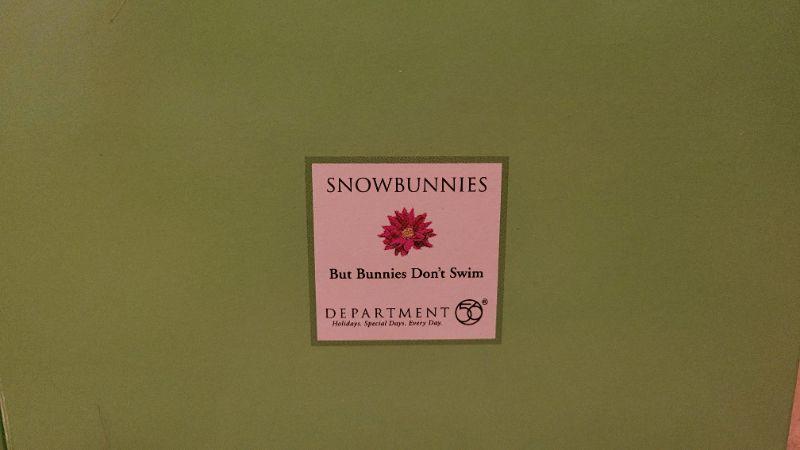 SNOWBUNNIES
But Bunnies Don't Swim
DEPARTMENT 56®
Holidays. Special Days. Every Day.